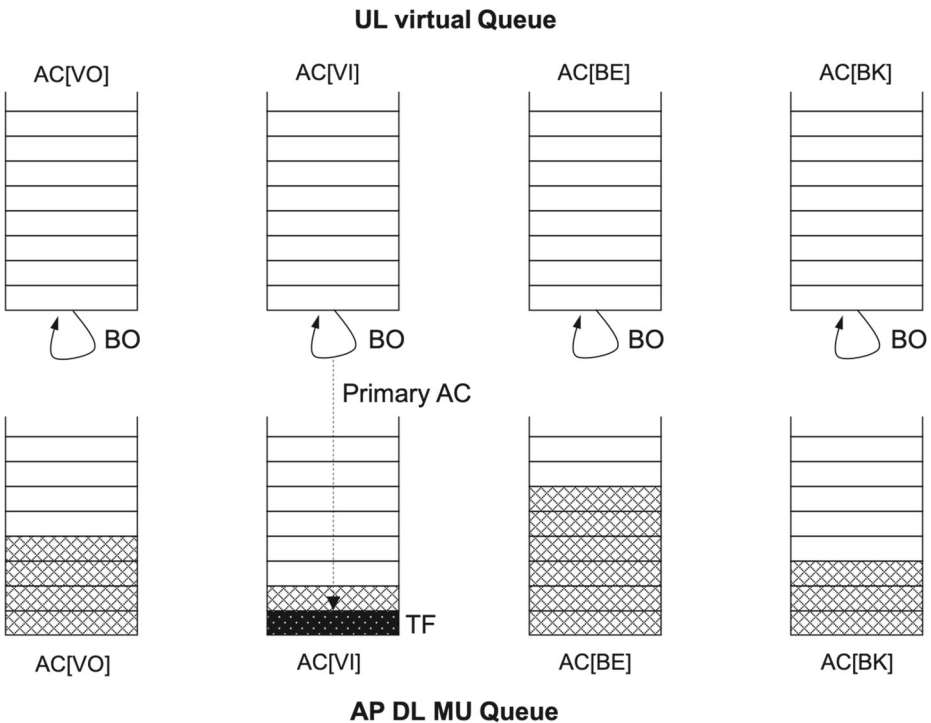 UL virtual Queue
AC[VO] AC[VI] AC[BE] AC[BK]
BO BO BO BO
Primary AC
TF
AC[VO] AC[VI] AC[BE] AC[BK]
AP DL MU Queue